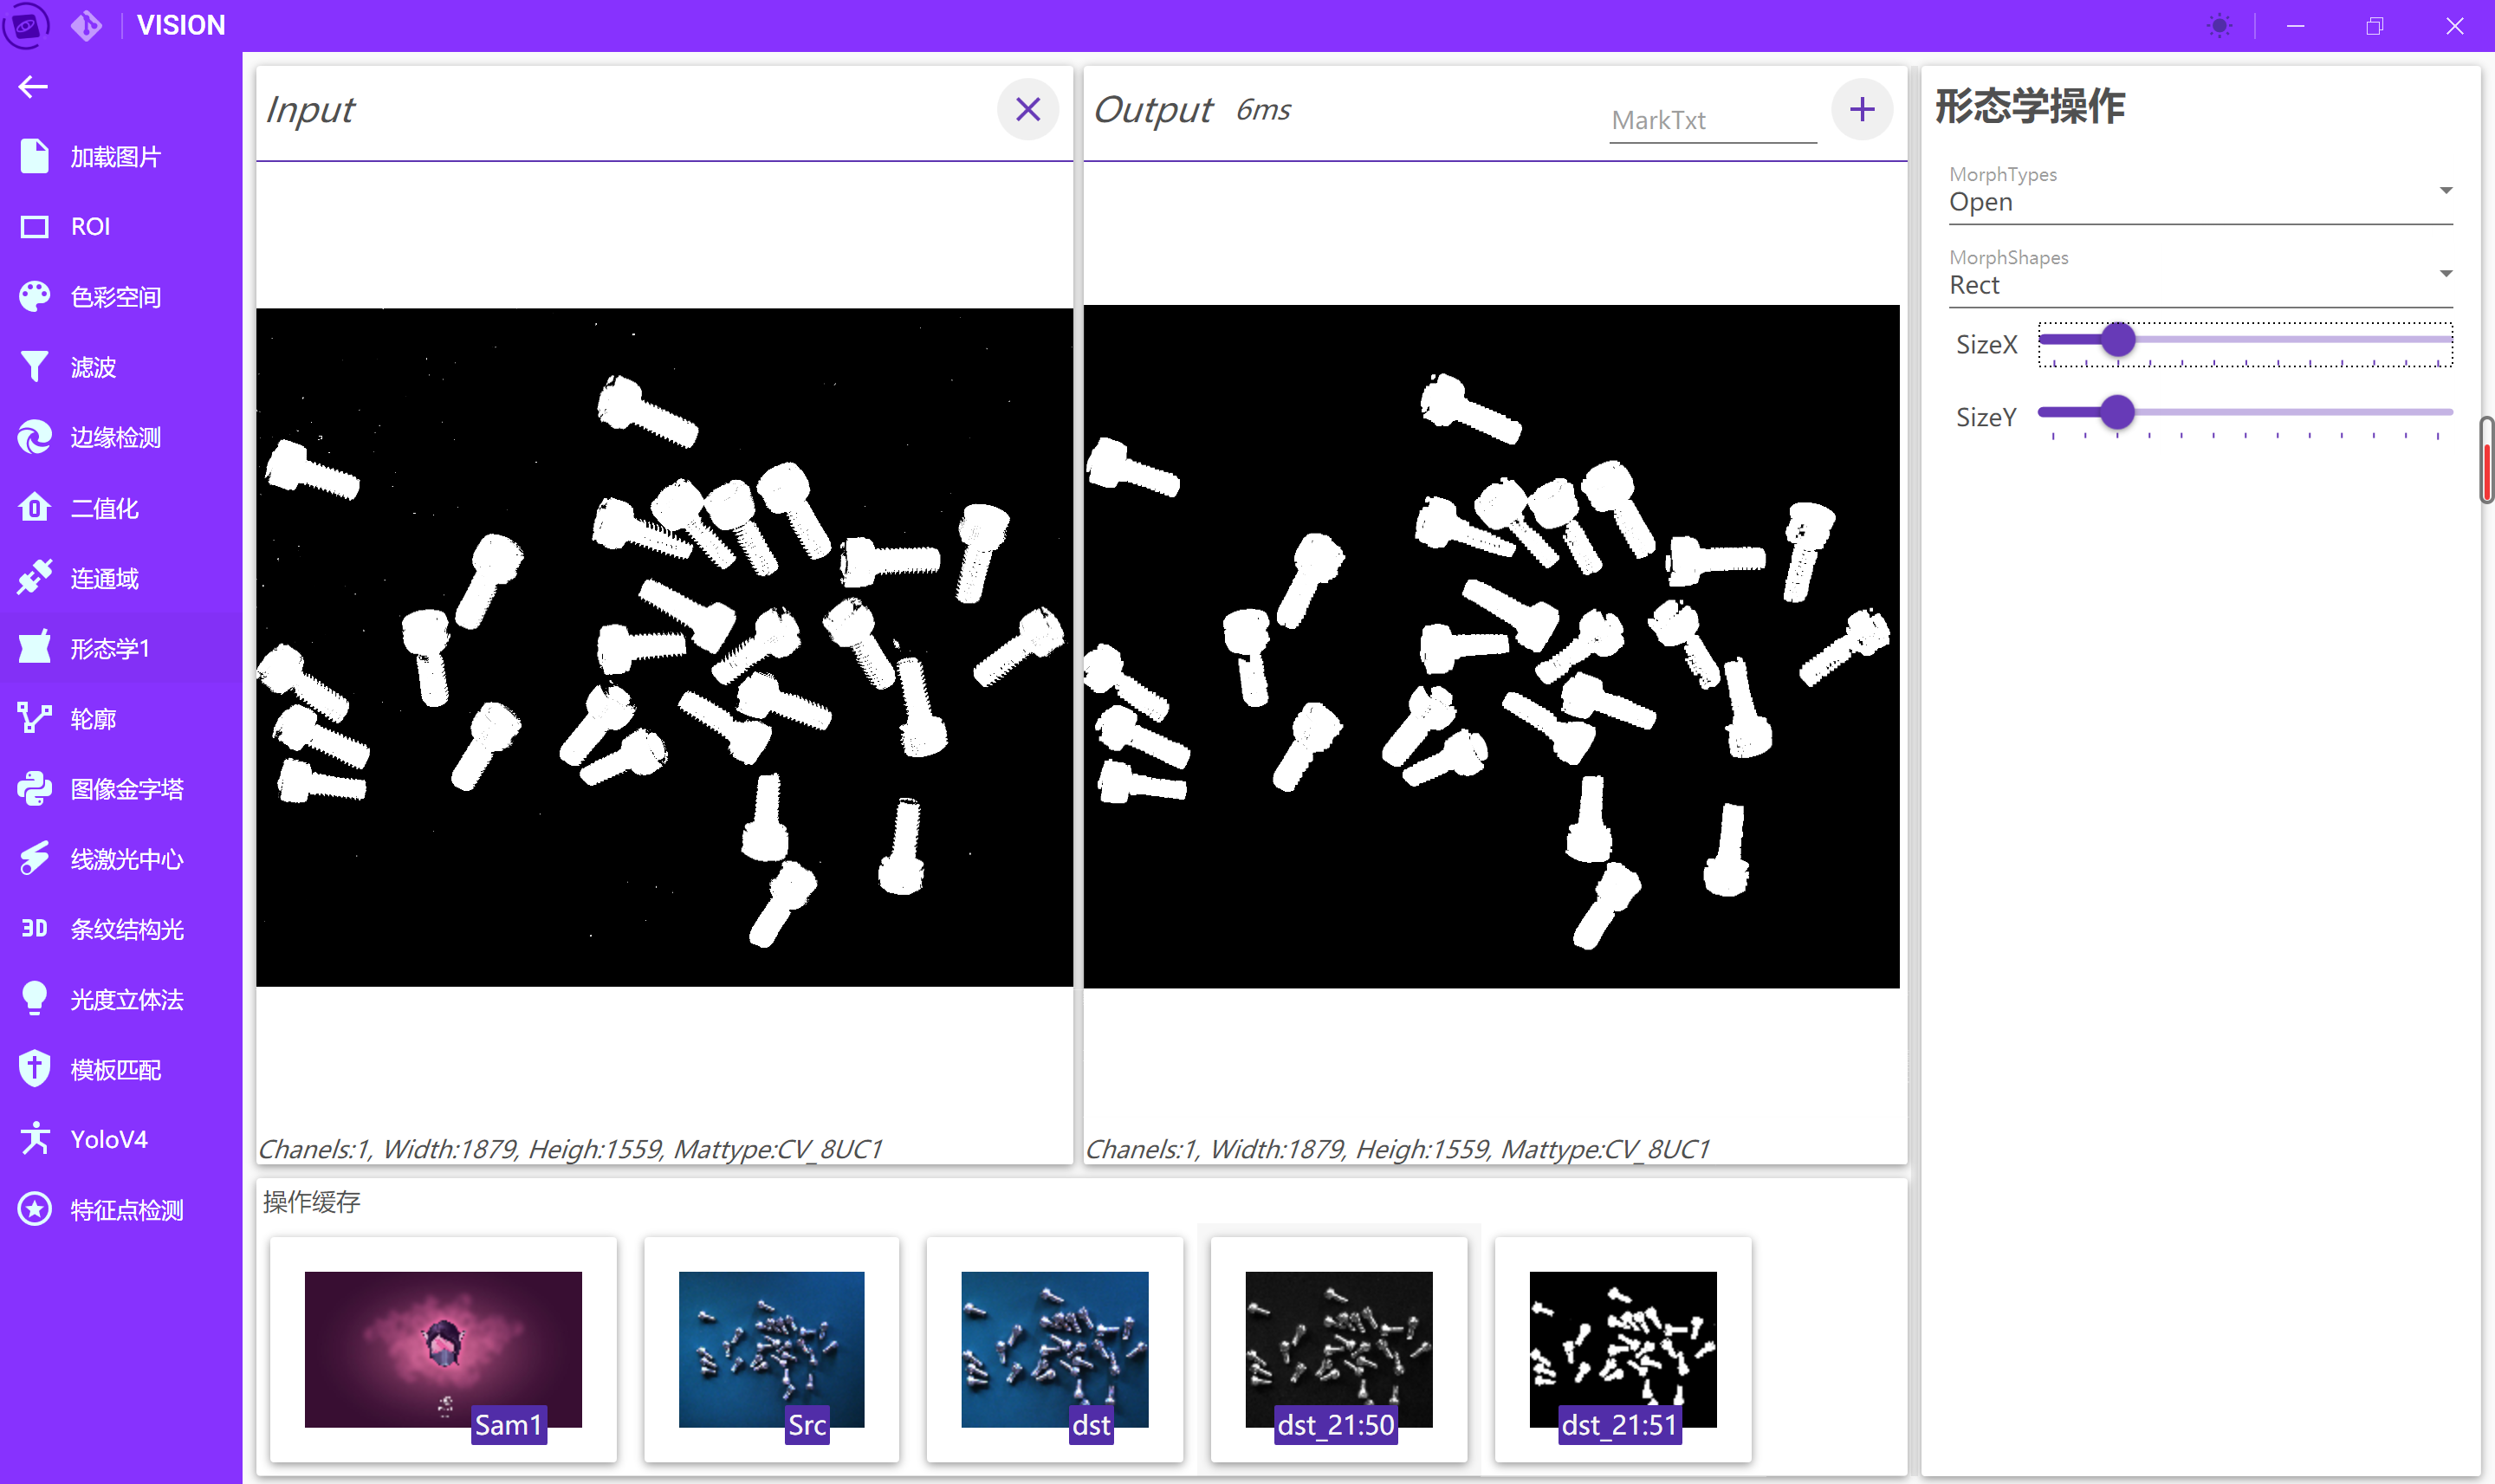 VISION
加载图片
ROI
色彩空间
滤波
边缘检测
二值化
连通域
形态学1
轮廓
图像金字塔
线激光中心
3D 条纹结构光
光度立体法
模板匹配
YoloV4
特征点检测
Input
Output 6ms
MarkTxt
Chanels:1, Width:1879, Heigh:1559, Mattype:CV_8UC1
Chanels:1, Width:1879, Heigh:1559, Mattype:CV_8UC1
操作缓存
Sam1
Src
dst
dst_21:50
dst_21:51
形态学操作
MorphTypes
Open
MorphShapes
Rect
SizeX
SizeY